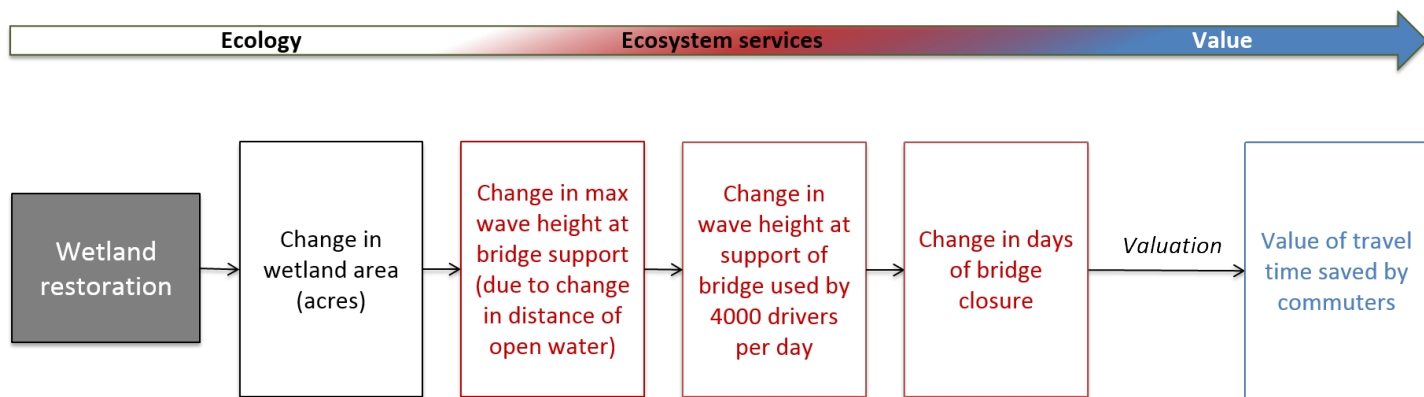 Ecology
Ecosystem services
Value
Wetland
restoration
Change in
wetland area
(acres)
Change in max
wave height at
bridge support
(due to change
in distance of
open water)
Change in
wave height at
support of
bridge used by
4000 drivers
per day
Change in days
of bridge
closure
Valuation
Value of travel
time saved by
commuters